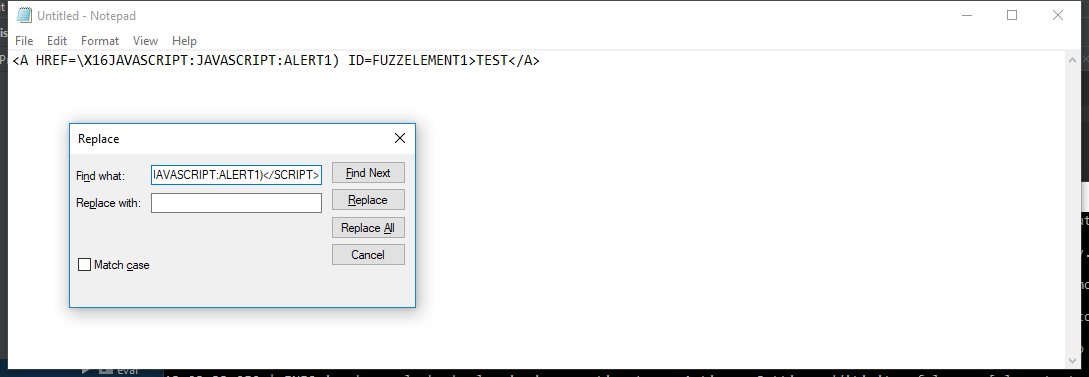 Untitled - Notepad
File Edit Format View Help
<A HREF=\X16JAVASCRIPT:JAVASCRIPT:ALERT1) ID=FUZZELEMENT1>TEST</A>
Replace
Find what: JAVASCRIPT:ALERT1)</SCRIPT> Find Next
Replace with: Replace
Replace All
Cancel
Match case
eval